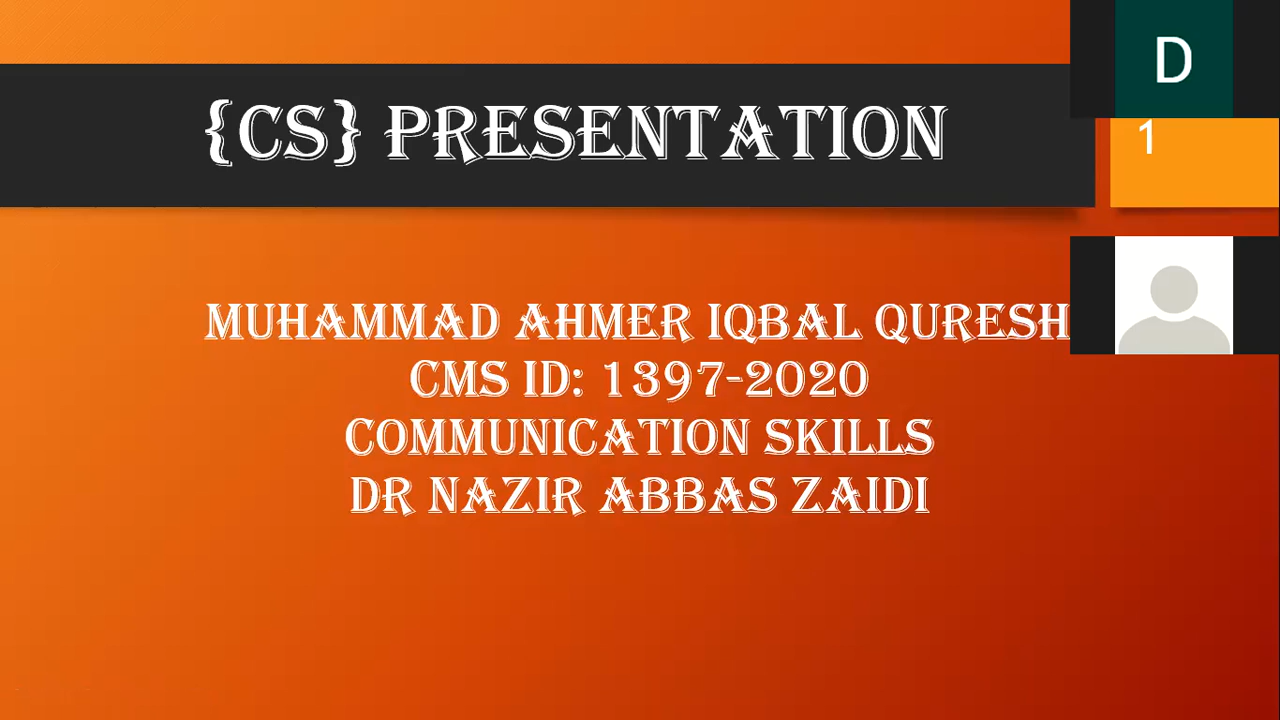 {CS} PRESENTATION
D
1
MUHAMMAD AHMER IQBAL QURESH
CMS ID: 1397-2020
COMMUNICATION SKILLS
DR NAZIR ABBAS ZAIDI